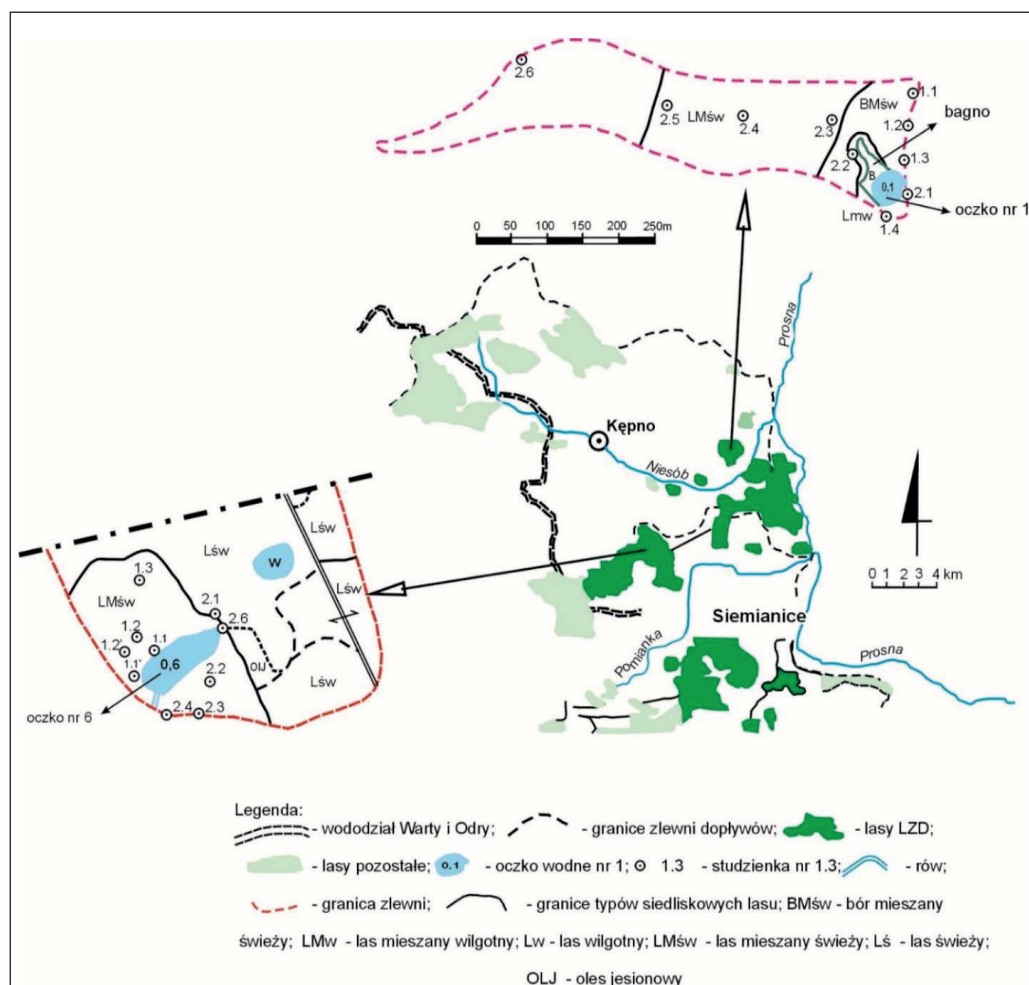 2.6
2.5
LMśw
2.4
2.3
BMśw
1.1
1.2
bagno
2.2
1.3
B
0,1
2.1
oczko nr 1
Lmw
1.4
0 50 100 150 200 250m
Prosna
Kępno
Niesób
0 1 2 3 4 km
Siemianice
Pomianka
Prosna
Lśw
Lśw
w
Lśw
1.3
LMśw
2.1
2.6
1.2
1.1
1.2'
1.1'
0,6
2.2
OlJ
Lśw
oczko nr 6
2.4
2.3
Legenda:
- wododział Warty i Odry; - granice zlewni dopływów; - lasy LZD;
- lasy pozostałe; 0,1 - oczko wodne nr 1; 1.3 - studzienka nr 1.3; - rów;
- granica zlewni; - granice typów siedliskowych lasu; BMśw - bór mieszany
świeży; LMw - las mieszany wilgotny; Lw - las wilgotny; LMśw - las mieszany świeży; Lś - las świeży;
OLJ - oles jesionowy